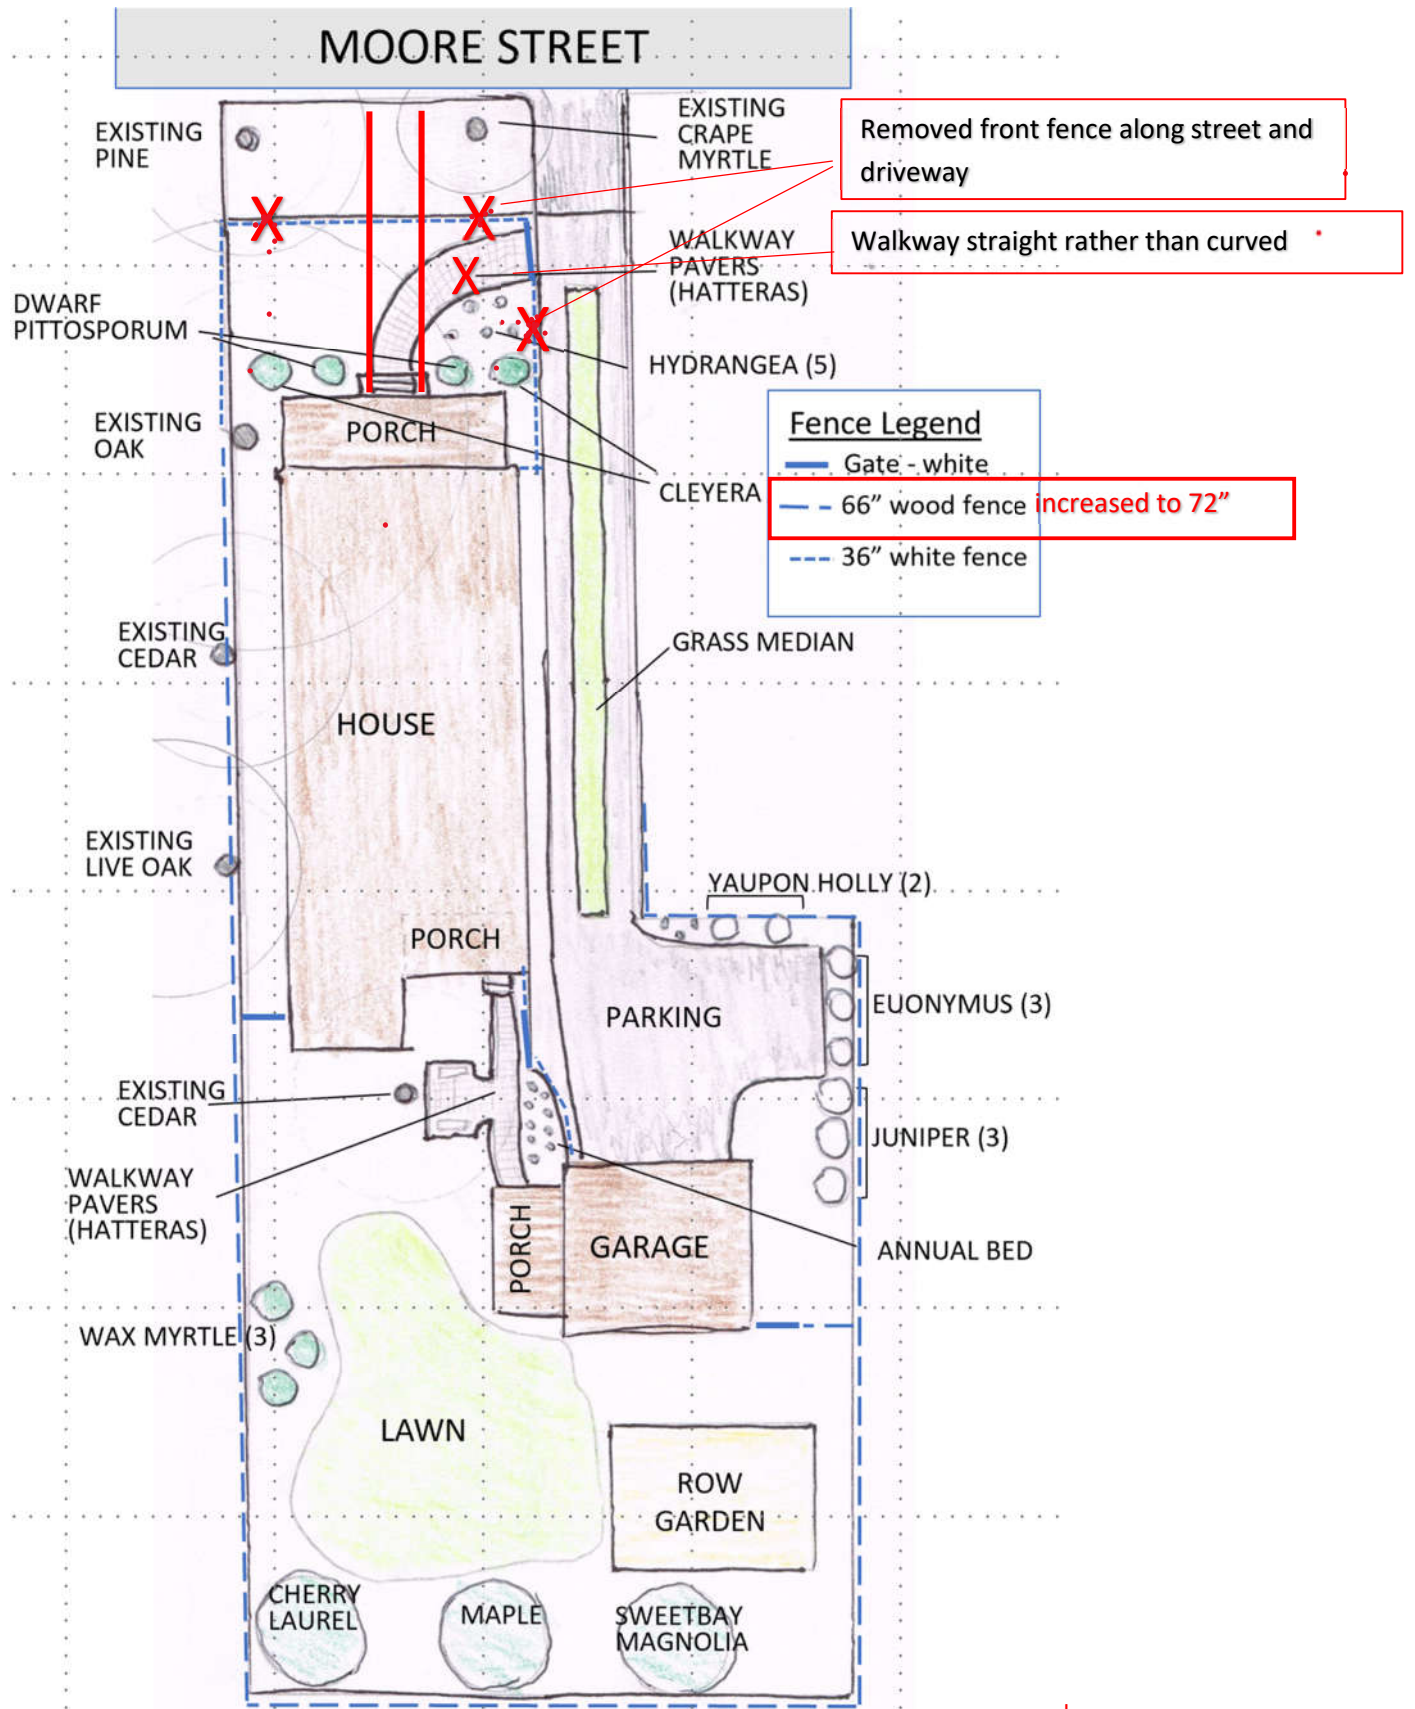 MOORE STREET
EXISTING
PINE
EXISTING
CRAPE
MYRTLE
Removed front fence along street and
driveway
X
X
WALKWAY
PAVERS
(HATTERAS)
Walkway straight rather than curved
X
DWARF
PITTOSPORUM
X
HYDRANGEA (5)
EXISTING
OAK
PORCH
Fence Legend
Gate - white
CLEYERA
66” wood fence increased to 72”
36” white fence
EXISTING
CEDAR
GRASS MEDIAN
HOUSE
EXISTING
LIVE OAK
YAUPON HOLLY (2)
PORCH
PARKING
EUONYMUS (3)
EXISTING
CEDAR
JUNIPER (3)
WALKWAY
PAVERS
(HATTERAS)
PORCH
GARAGE
ANNUAL BED
WAX MYRTLE (3)
LAWN
ROW
GARDEN
CHERRY
LAUREL
MAPLE
SWEETBAY
MAGNOLIA